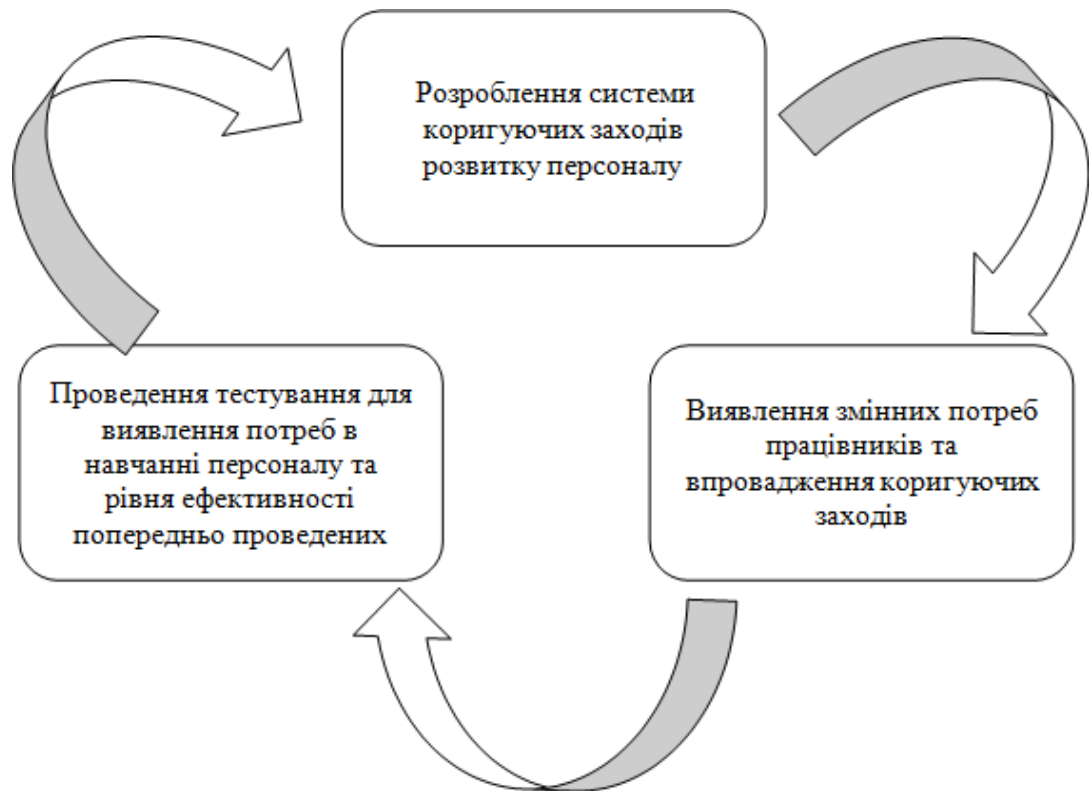 Розроблення системи
коригуючих заходів
розвитку персоналу
Проведення тестування для
виявлення потреб в
навчанні персоналу та
рівня ефективності
попередньо проведених
Виявлення змінних потреб
працівників та
впровадження коригуючих
заходів